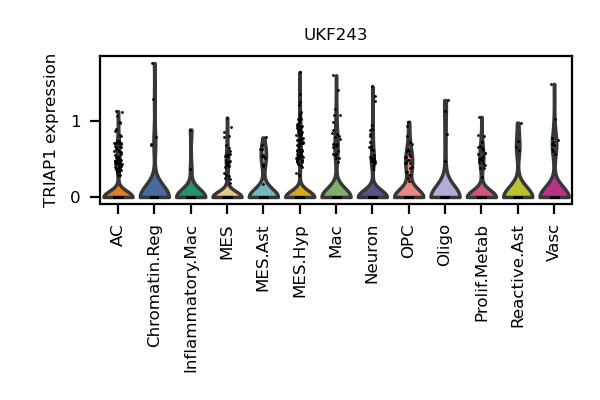 UKF243
TRIAP1 expression
1
0
AC
Chromatin.Reg
Inflammatory.Mac
MES
MES.Ast
MES.Hyp
Mac
Neuron
OPC
Oligo
Prolif.Metab
Reactive.Ast
Vasc